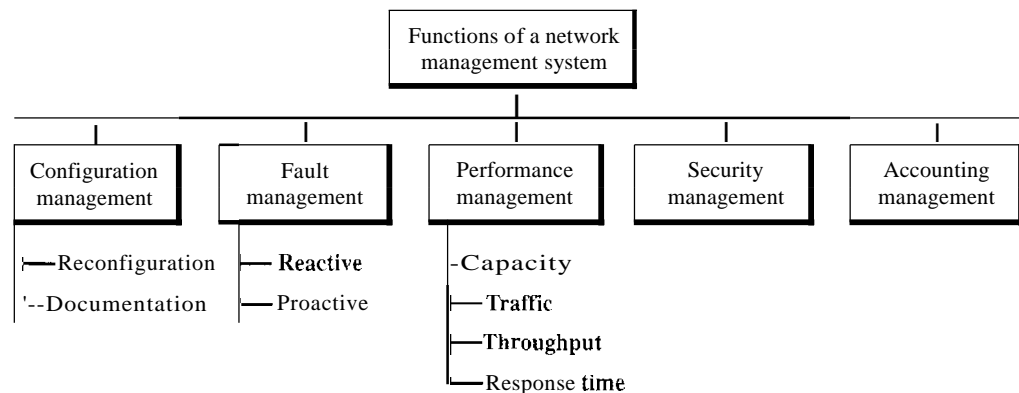 Functions of a network
management system
Configuration
management
Fault
management
Performance
management
Security
management
Accounting
management
Reconfiguration
'--Documentation
Reactive
Proactive
-Capacity
Traffic
Throughput
Response time